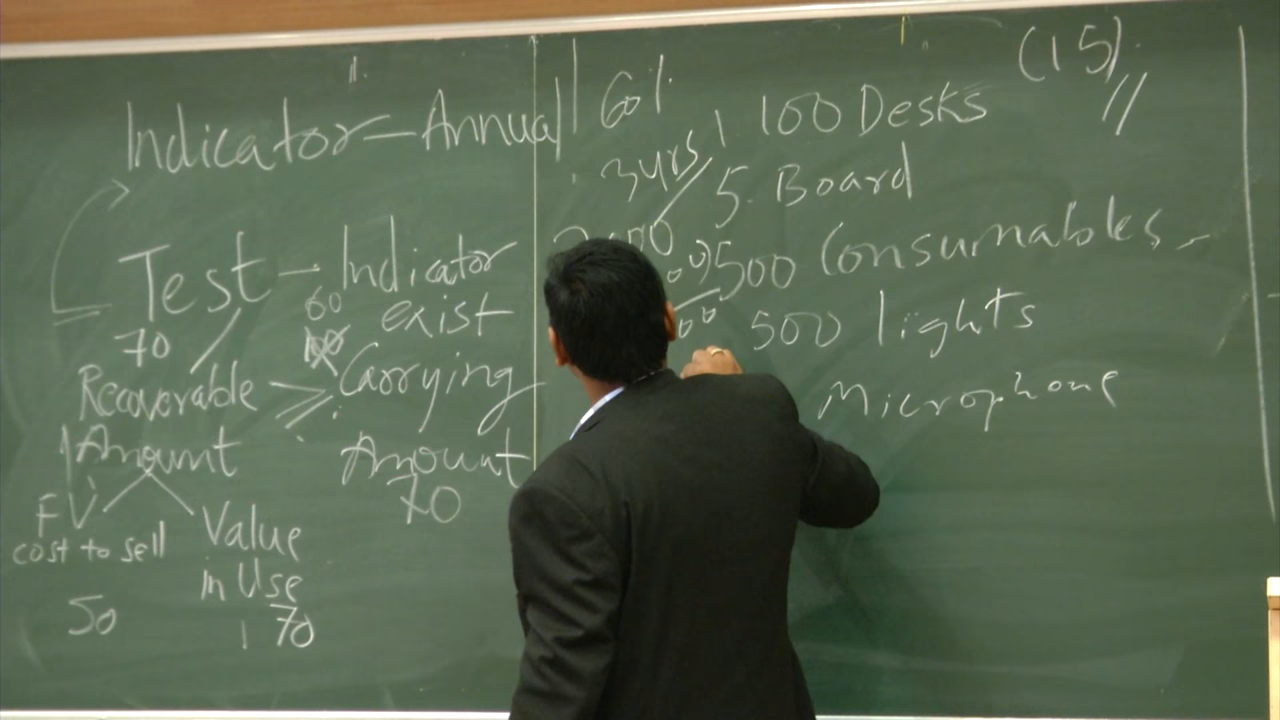 Indicator - Annual
Test - Indicator
60 exist
70
Recoverable > Carrying
Amount Amount
70
FV
cost to sell Value
in Use
50 70
(15)
60%
100 Desks
3yrs
5. Board
500 Consumables
500 lights
Microphone